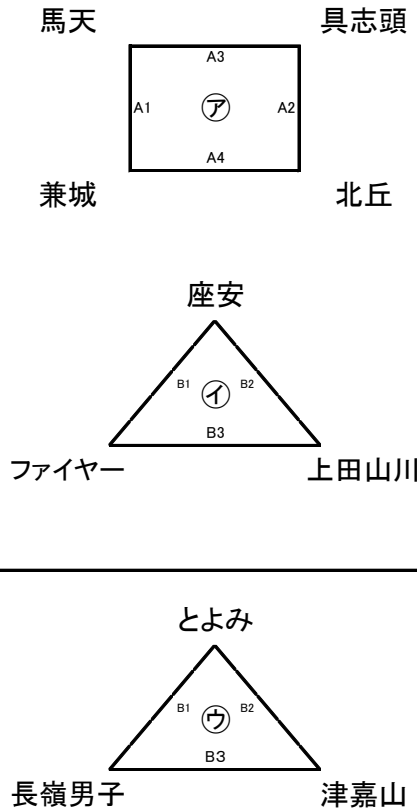 馬天 具志頭
A3
A1 ㋐ A2
A4
兼城 北丘
座安
B1 ㋑ B2
B3
ファイヤー 上田山川
とよみ
B1 ㋒ B2
B3
長嶺男子 津嘉山